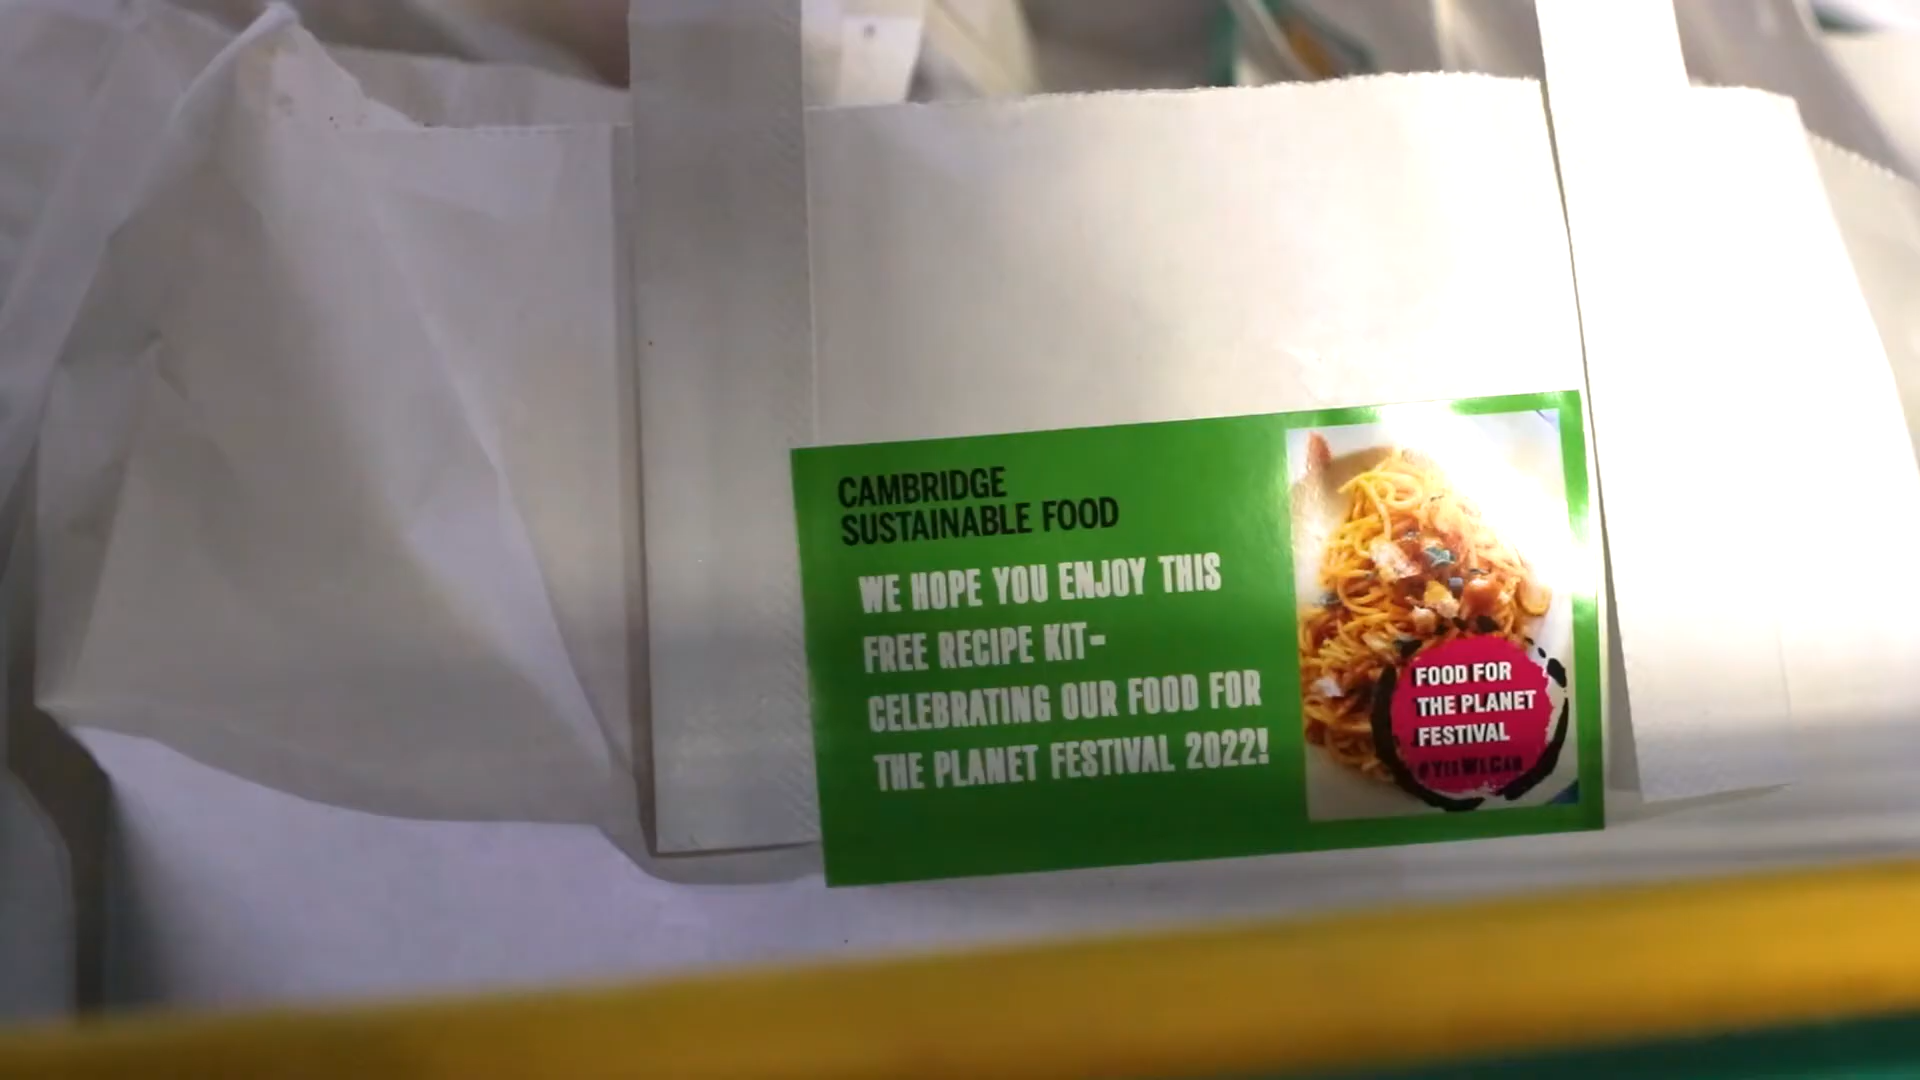 CAMBRIDGE
SUSTAINABLE FOOD
WE HOPE YOU ENJOY THIS
FREE RECIPE KIT-
CELEBRATING OUR FOOD FOR
THE PLANET FESTIVAL 2022!
FOOD FOR
THE PLANET
FESTIVAL
#YesWeCan